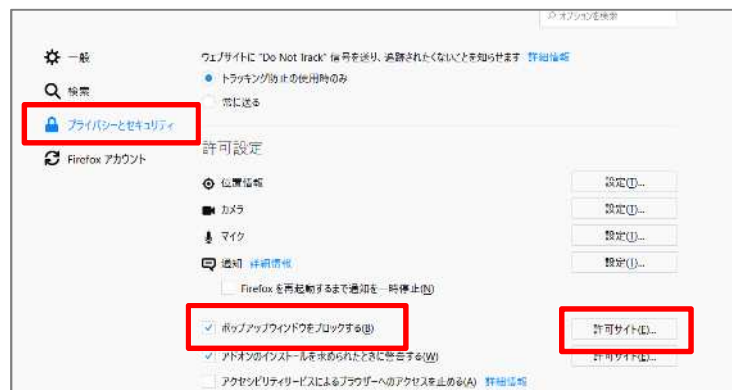 オプションを検索
一般
検索
プライバシーとセキュリティ
Firefox アカウント
ウェブサイトに "Do Not Track" 信号を送り、追跡されたくないことを知らせます 詳細情報
トラッキング防止の使用時のみ
常に送る
許可設定
位置情報 設定(T)...
カメラ 設定(T)...
マイク 設定(T)...
通知 詳細情報 設定(T)...
Firefox を再起動するまで通知を一時停止(N)
ポップアップウィンドウをブロックする(B) 許可サイト(E)...
アドオンのインストールを求められたときに警告する(W) 許可サイト(E)...
アクセシビリティサービスによるブラウザーへのアクセスを止める(A) 詳細情報